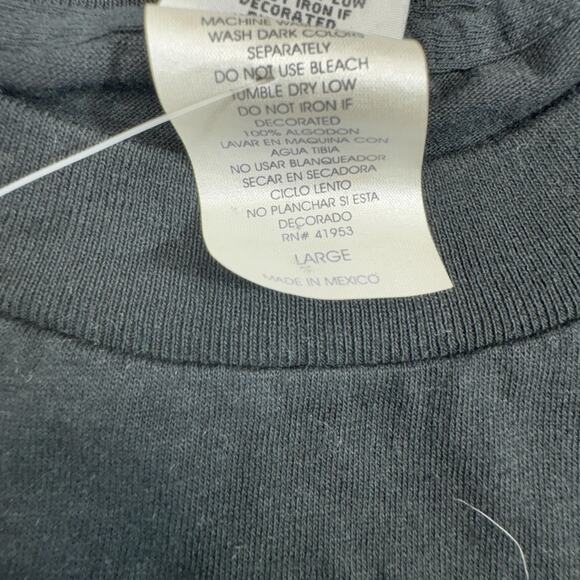 LOW
NOT IRON IF
DECORATED
MACHINE
WASH DARK COLORS
SEPARATELY
DO NOT USE BLEACH
TUMBLE DRY LOW
DO NOT IRON IF
DECORATED
100% ALGODON
LAVAR EN MAQUINA CON
AGUA TIBIA
NO USAR BLANQUEADOR
SECAR EN SECADORA
CICLO LENTO
NO PLANCHAR SI ESTA
DECORADO
RN# 41953
LARGE
MADE IN MEXICO